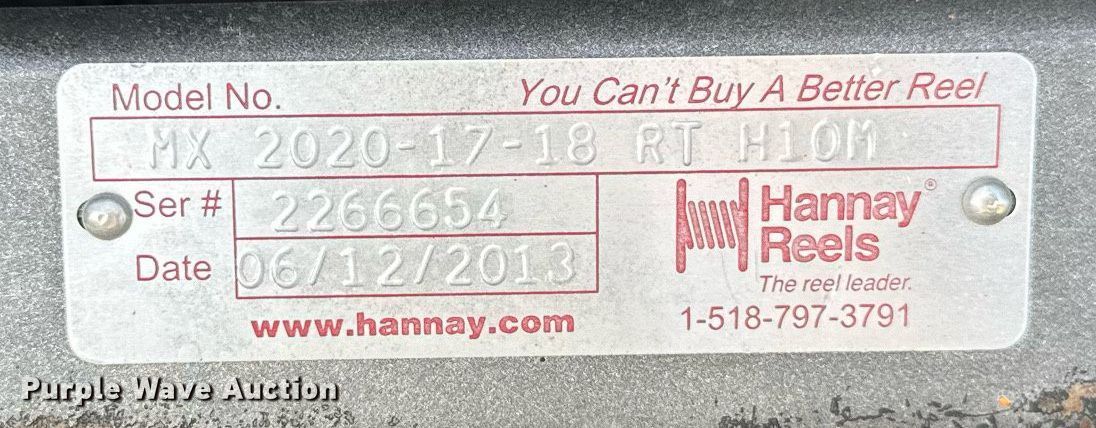 Model No. You Can't Buy A Better Reel
MX 2020-17-18 RT H10M
Ser # 2266654
Date 06/12/2013
Hannay®
Reels
The reel leader.
www.hannay.com 1-518-797-3791
Purple Wave Auction